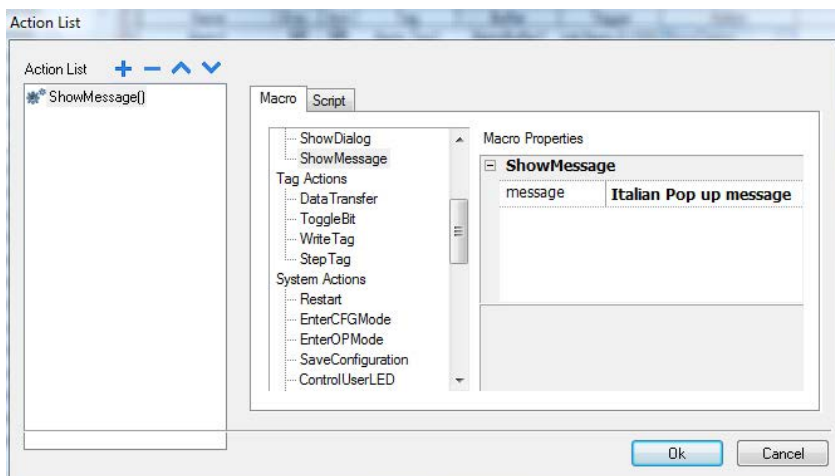 Action List
Action List
ShowMessage()
Macro
Script
ShowDialog
ShowMessage
Tag Actions
DataTransfer
ToggleBit
WriteTag
StepTag
System Actions
Restart
EnterCFGMode
EnterOPMode
SaveConfiguration
ControlUserLED
Macro Properties
ShowMessage
message Italian Pop up message
Ok
Cancel